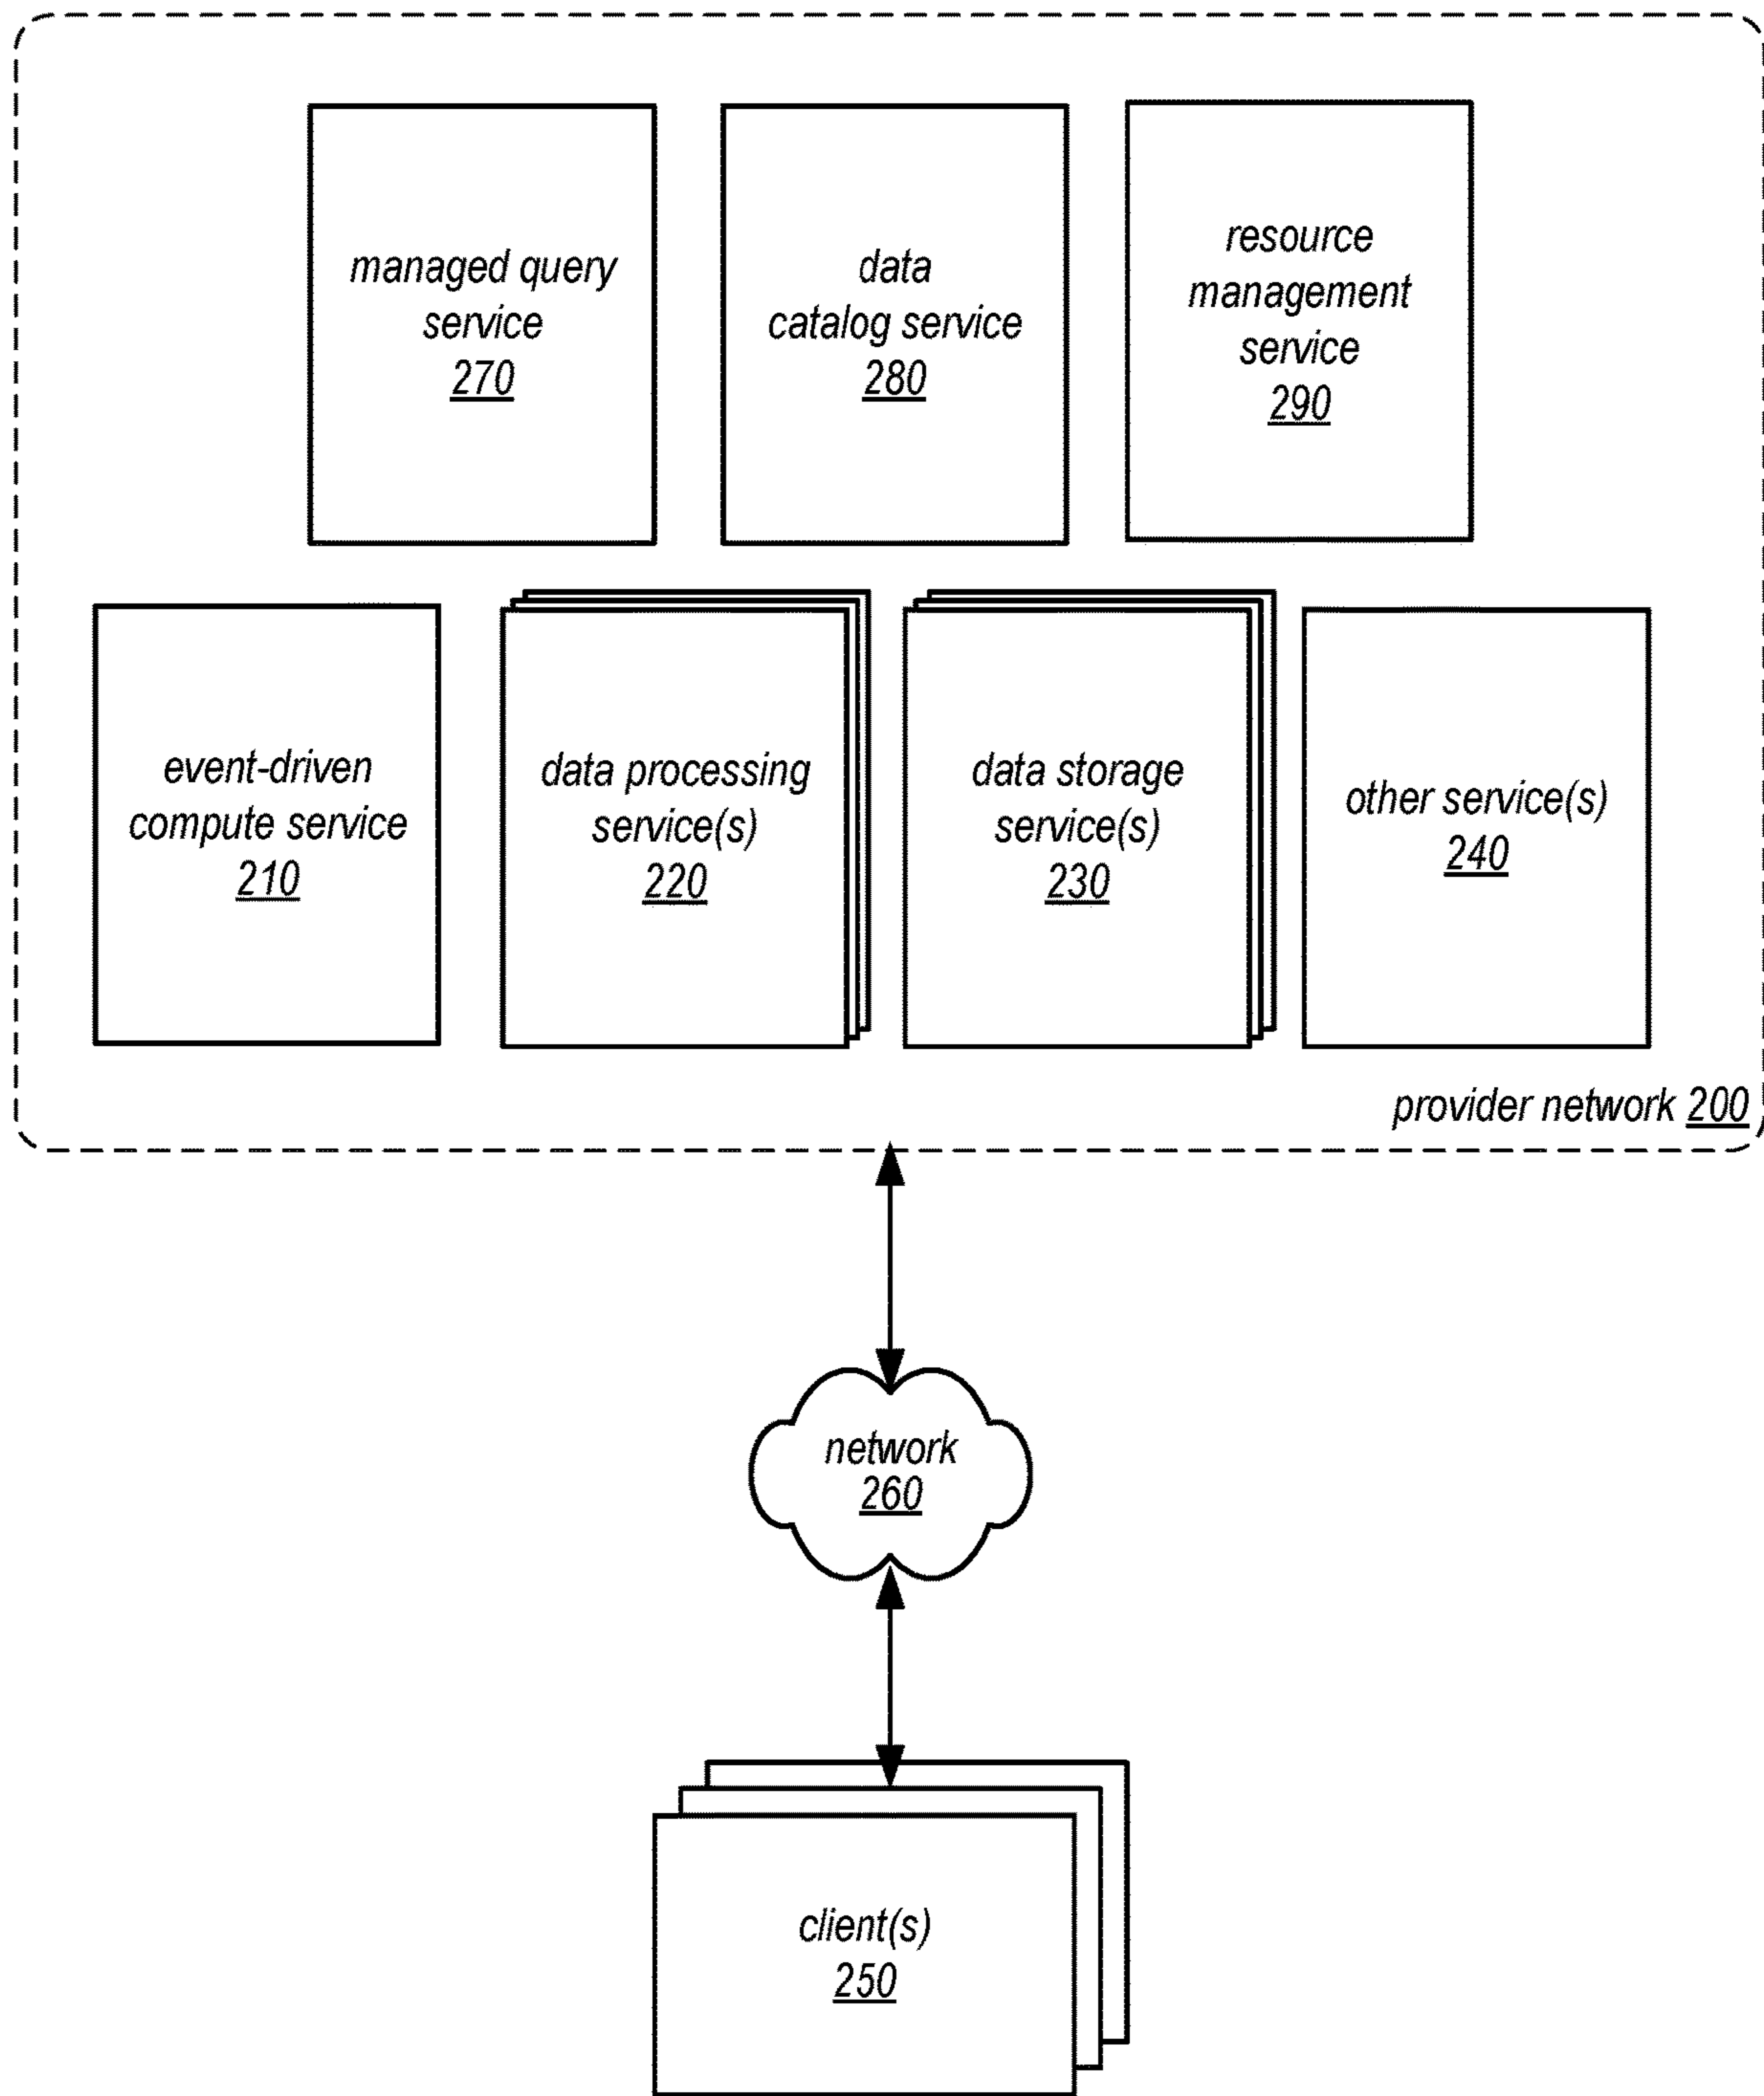 managed query
service
270
data
catalog service
280
resource
management
service
290
event-driven
compute service
210
data processing
service(s)
220
data storage
service(s)
230
other service(s)
240
provider network 200
network
260
client(s)
250